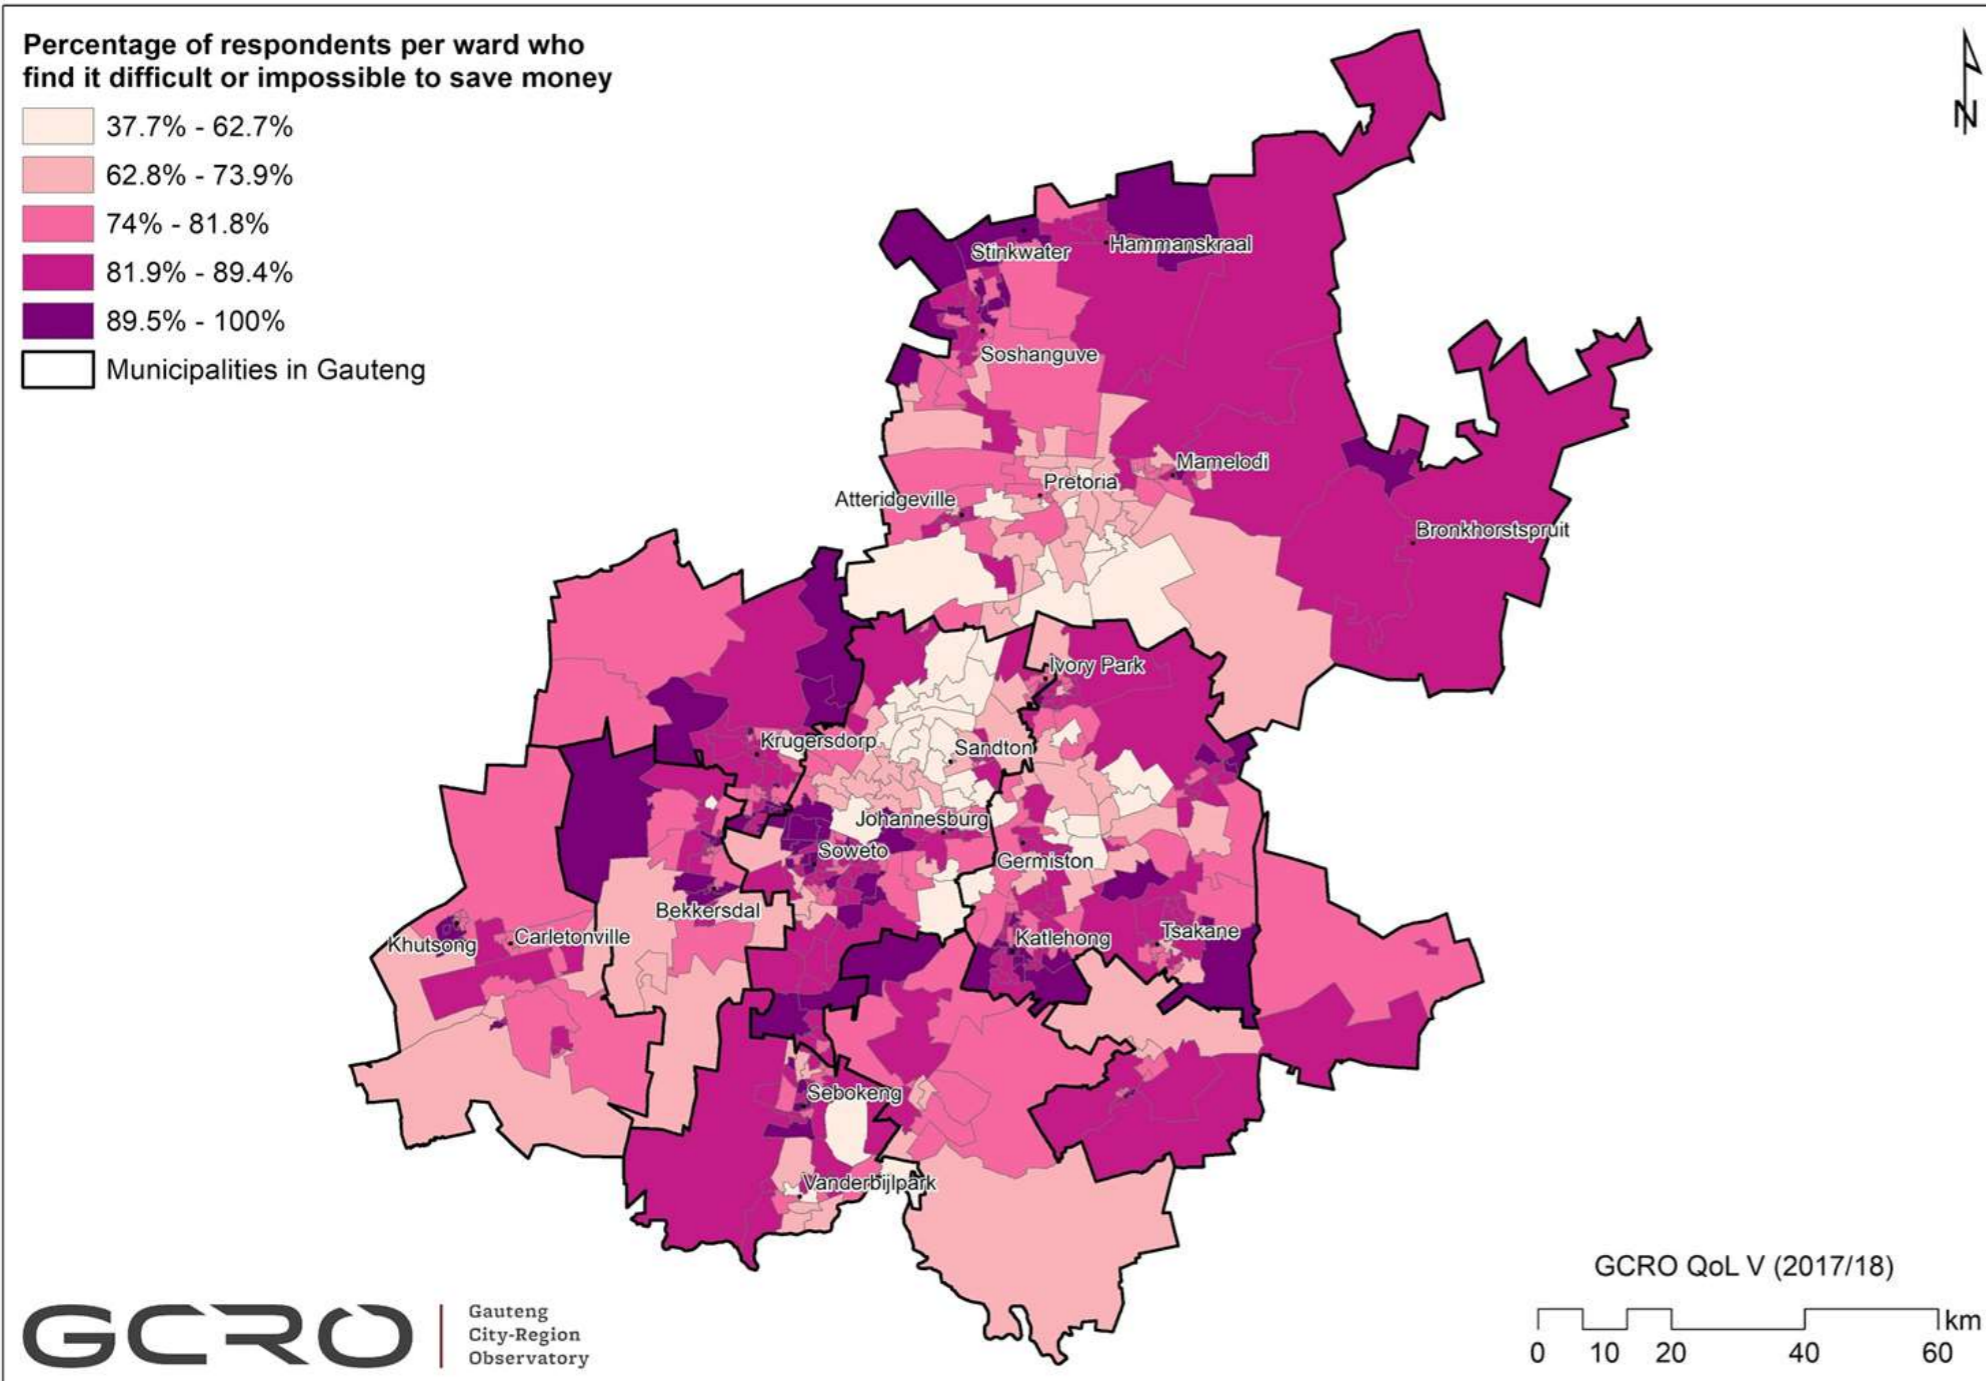 Percentage of respondents per ward who
find it difficult or impossible to save money
37.7% - 62.7%
62.8% - 73.9%
74% - 81.8%
81.9% - 89.4%
89.5% - 100%
Municipalities in Gauteng
N
Stinkwater
Hammanskraal
Soshanguve
Mamelodi
Pretoria
Atteridgeville
Bronkhorstspruit
Ivory Park
Krugersdorp
Sandton
Johannesburg
Soweto
Germiston
Bekkersdal
Khutsong
Carletonville
Katlehong
Tsakane
Sebokeng
Vanderbijlpark
GCRO QoL V (2017/18)
km
0 10 20 40 60
GCRO
Gauteng
City-Region
Observatory